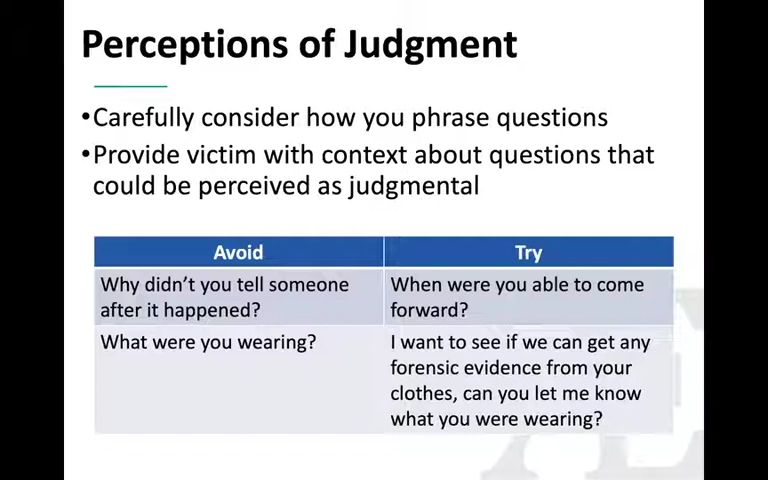 Perceptions of Judgment
•Carefully consider how you phrase questions
•Provide victim with context about questions that
could be perceived as judgmental
Avoid
Try
Why didn’t you tell someone
after it happened?
When were you able to come
forward?
What were you wearing?
I want to see if we can get any
forensic evidence from your
clothes, can you let me know
what you were wearing?